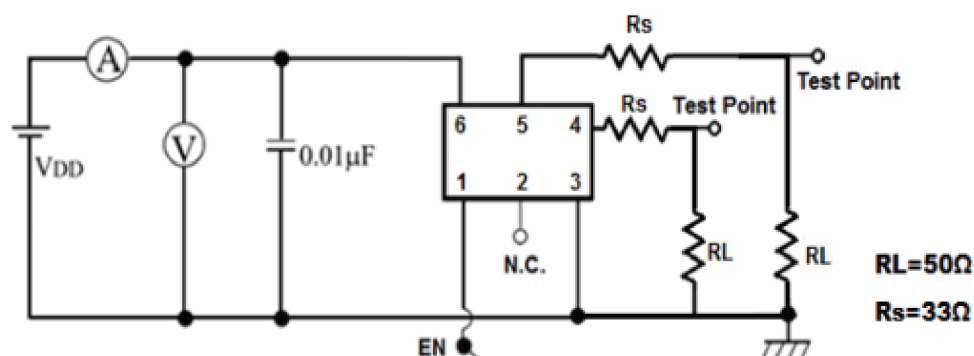 Rs
A
Test Point
Rs Test Point
6 5 4
V
0.01μF
VDD
1 2 3
RL
RL
N.C.
RL=50Ω
Rs=33Ω
EN